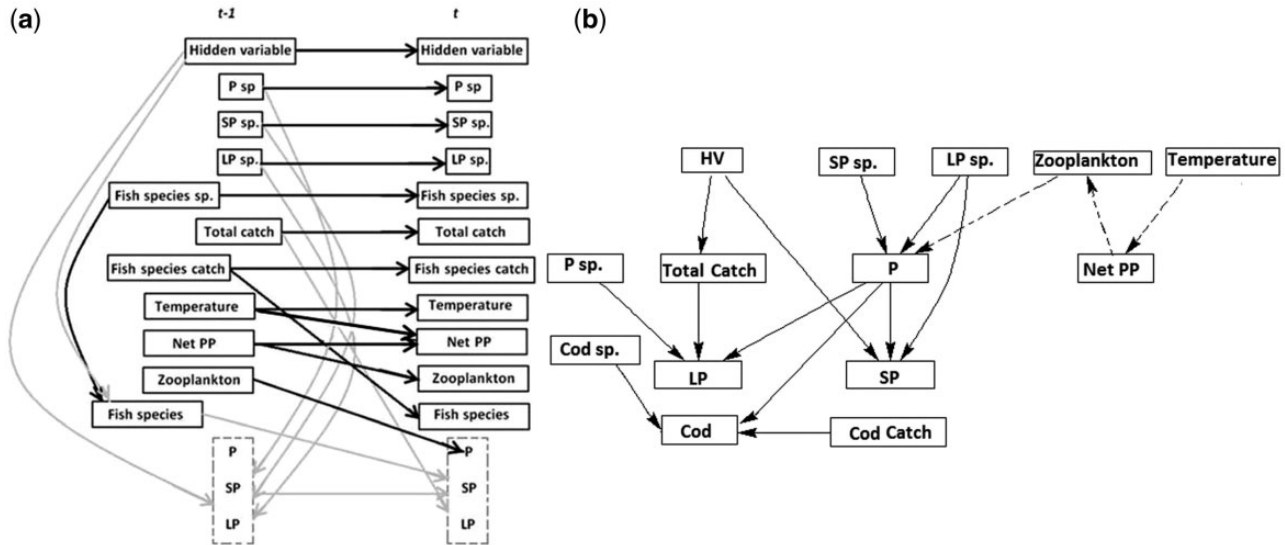 (a)
t-1
t
Hidden variable
Hidden variable
P sp
P sp
SP sp.
SP sp.
LP sp.
LP sp.
Fish species sp.
Fish species sp.
Total catch
Total catch
Fish species catch
Fish species catch
Temperature
Temperature
Net PP
Net PP
Zooplankton
Zooplankton
Fish species
Fish species
P
P
SP
SP
LP
LP
(b)
HV
SP sp.
LP sp.
Zooplankton
Temperature
P sp.
Total Catch
P
Net PP
Cod sp.
LP
SP
Cod
Cod Catch